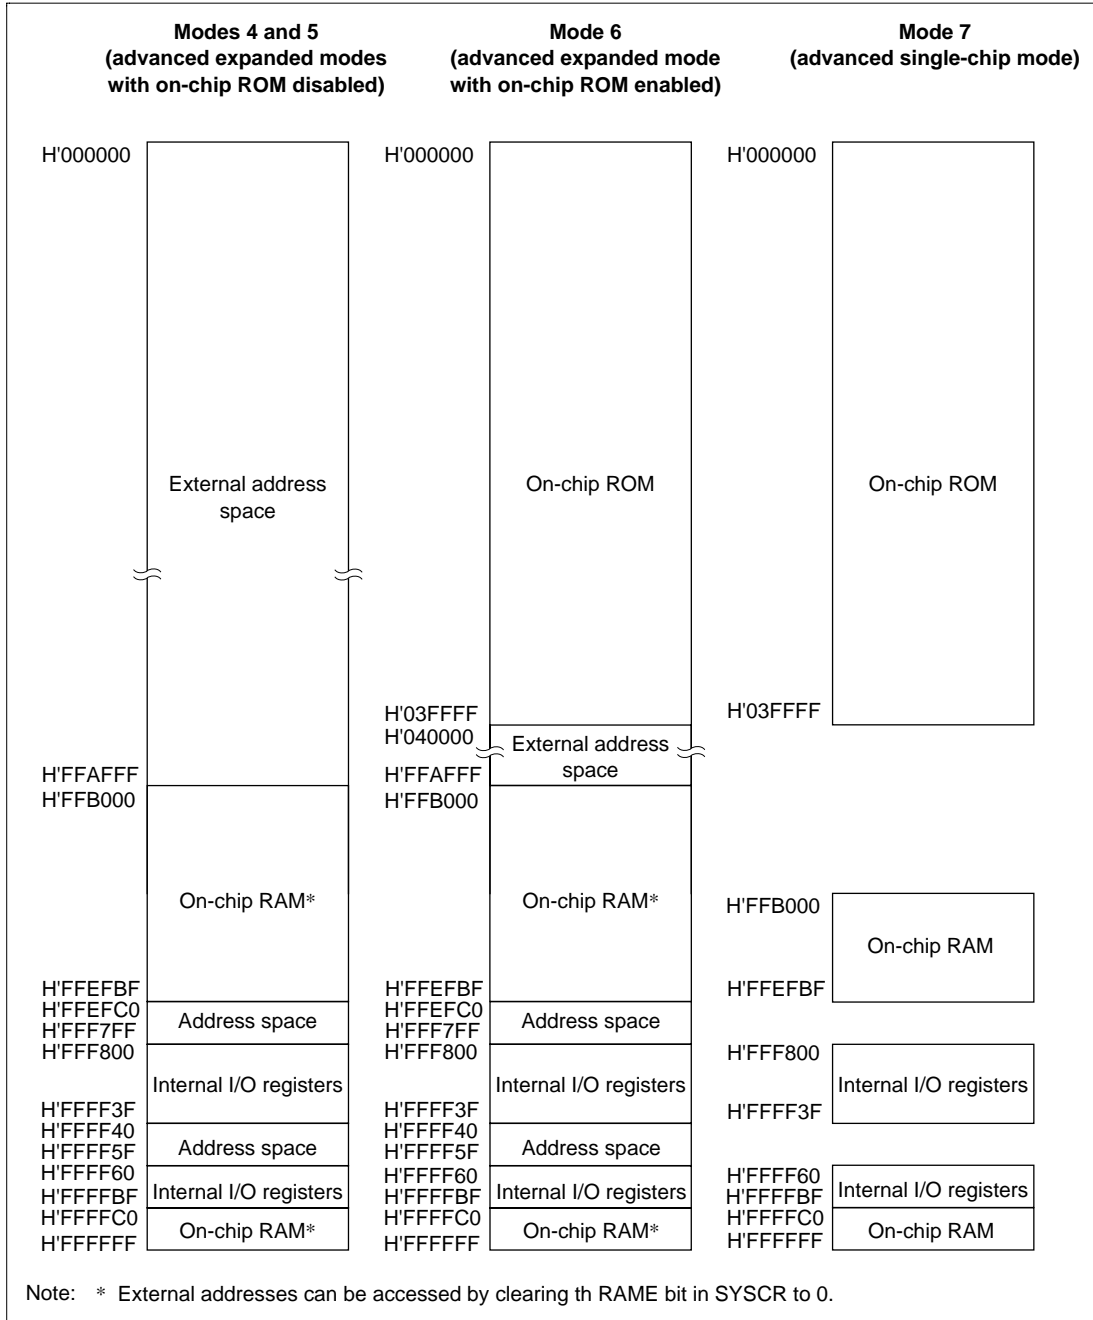 Modes 4 and 5
(advanced expanded modes
with on-chip ROM disabled)
H'000000
External address
space
H'FFAFFF
H'FFB000
On-chip RAM*
H'FFEFBF
H'FFEFC0
Address space
H'FFF7FF
H'FFF800
Internal I/O registers
H'FFFF3F
H'FFFF40
Address space
H'FFFF5F
H'FFFF60
Internal I/O registers
H'FFFFBF
H'FFFFC0
On-chip RAM*
H'FFFFFF
Mode 6
(advanced expanded mode
with on-chip ROM enabled)
H'000000
On-chip ROM
H'03FFFF
H'040000
External address
space
H'FFAFFF
H'FFB000
On-chip RAM*
H'FFEFBF
H'FFEFC0
Address space
H'FFF7FF
H'FFF800
Internal I/O registers
H'FFFF3F
H'FFFF40
Address space
H'FFFF5F
H'FFFF60
Internal I/O registers
H'FFFFBF
H'FFFFC0
On-chip RAM*
H'FFFFFF
Mode 7
(advanced single-chip mode)
H'000000
On-chip ROM
H'03FFFF
H'FFB000
On-chip RAM
H'FFEFBF
H'FFF800
Internal I/O registers
H'FFFF3F
H'FFFF60
Internal I/O registers
H'FFFFBF
H'FFFFC0
On-chip RAM
H'FFFFFF
Note: * External addresses can be accessed by clearing th RAME bit in SYSCR to 0.